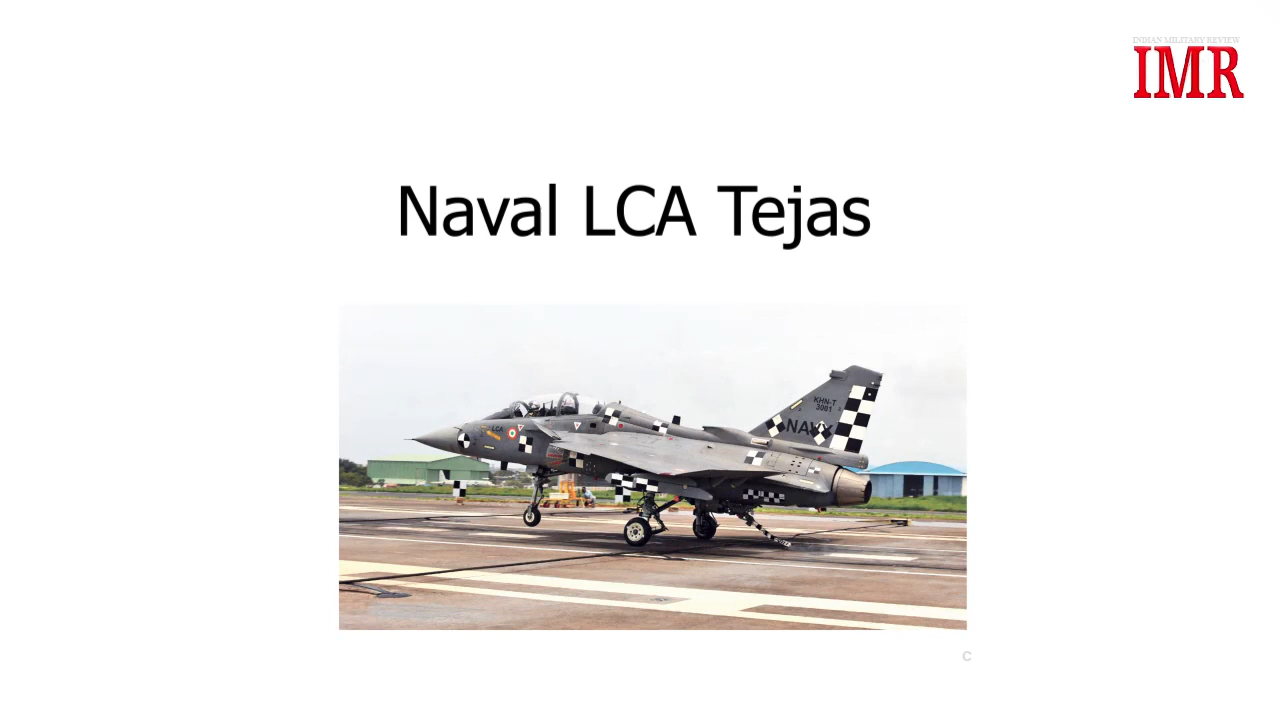 INDIAN MILITARY REVIEW
IMR
Naval LCA Tejas
KHN-T
3001
NAVY
LCA
C